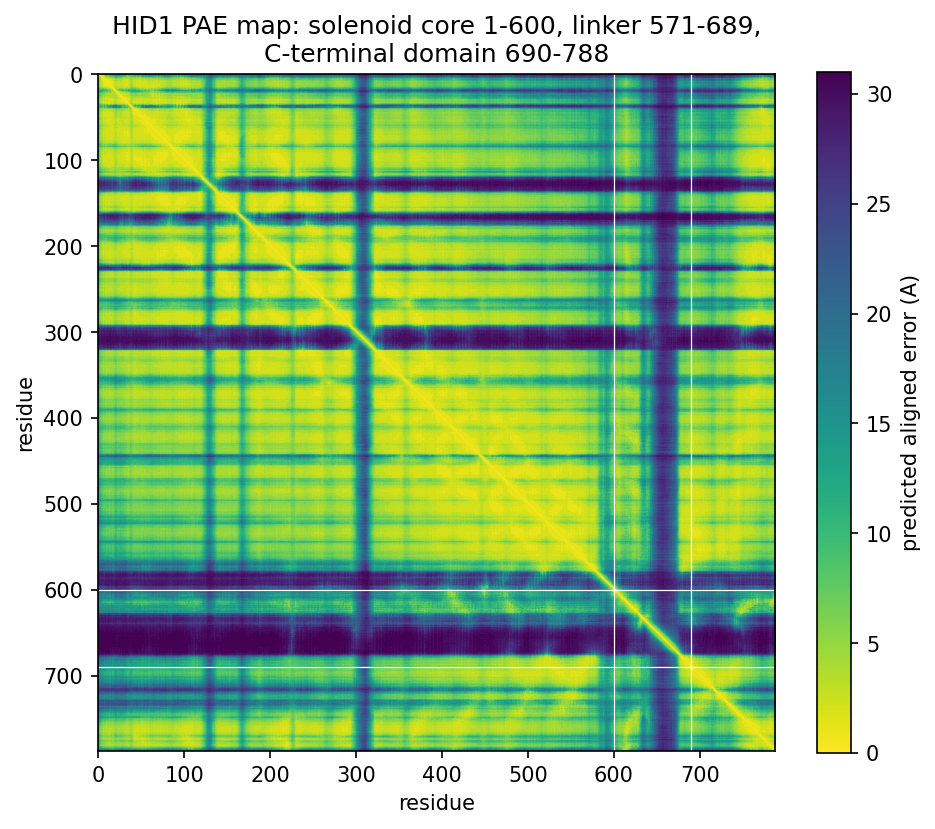 HID1 PAE map: solenoid core 1-600, linker 571-689,
C-terminal domain 690-788
0
100
200
300
400
500
600
700
residue
0 100 200 300 400 500 600 700
residue
30
25
20
15
10
5
0
predicted aligned error (A)